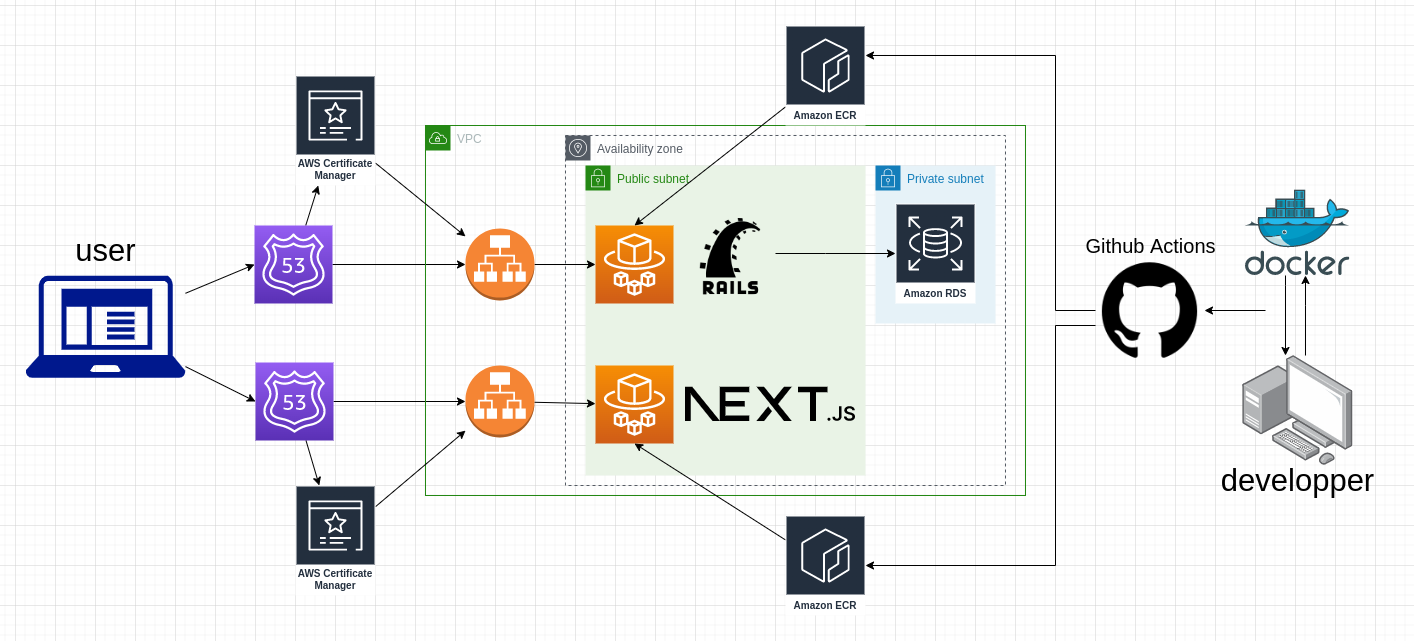 Amazon ECR
AWS Certificate
Manager
VPC
Availability zone
Public subnet
Private subnet
user
53
RAILS
Amazon RDS
Github Actions
docker
53
NEXT.JS
developper
AWS Certificate
Manager
Amazon ECR